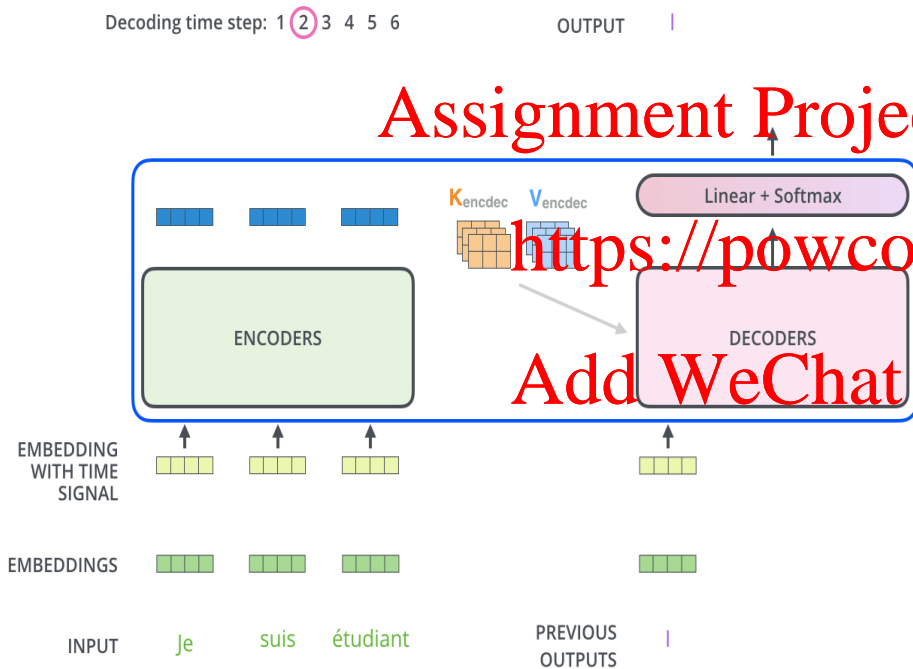 Decoding time step: 1 2 3 4 5 6
OUTPUT I
Assignment Projec
Kencdec Vencdec
Linear + Softmax
https://powco
ENCODERS
DECODERS
Add WeChat
EMBEDDING
WITH TIME
SIGNAL
EMBEDDINGS
INPUT Je suis étudiant
PREVIOUS
OUTPUTS I